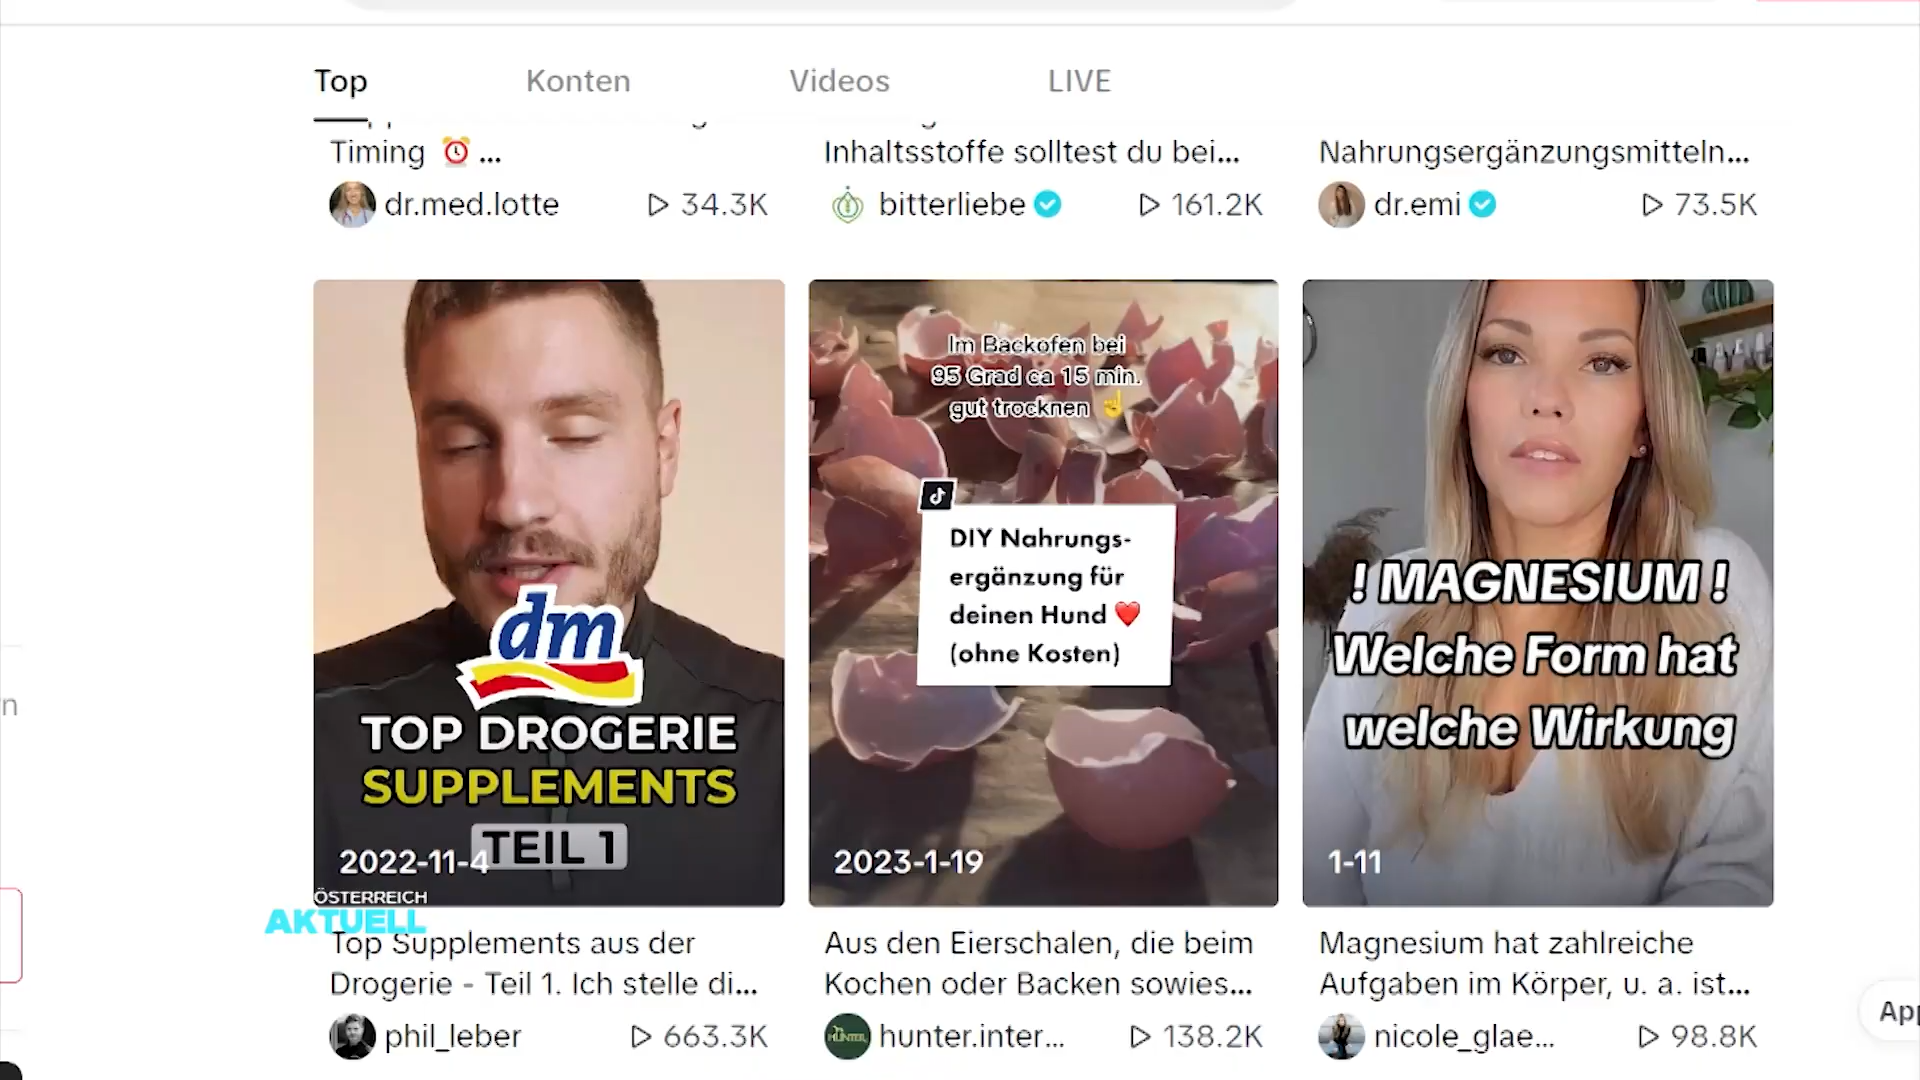 Top
Konten
Videos
LIVE
Timing ⏰ ...
dr.med.lotte
34.3K
Inhaltsstoffe solltest du bei...
bitterliebe
161.2K
Nahrungsergänzungsmitteln...
dr.emi
73.5K
dm
TOP DROGERIE
SUPPLEMENTS
TEIL 1
2022-11-4
ÖSTERREICH
AKTUELL
Top Supplements aus der
Drogerie - Teil 1. Ich stelle di...
phil_leber
663.3K
Im Backofen bei
95 Grad ca 15 min.
gut trocknen ☝️
DIY Nahrungs-
ergänzung für
deinen Hund ❤️
(ohne Kosten)
2023-1-19
Aus den Eierschalen, die beim
Kochen oder Backen sowies...
HUNTER
hunter.inter...
138.2K
! MAGNESIUM !
Welche Form hat
welche Wirkung
1-11
Magnesium hat zahlreiche
Aufgaben im Körper, u. a. ist...
nicole_glae...
98.8K